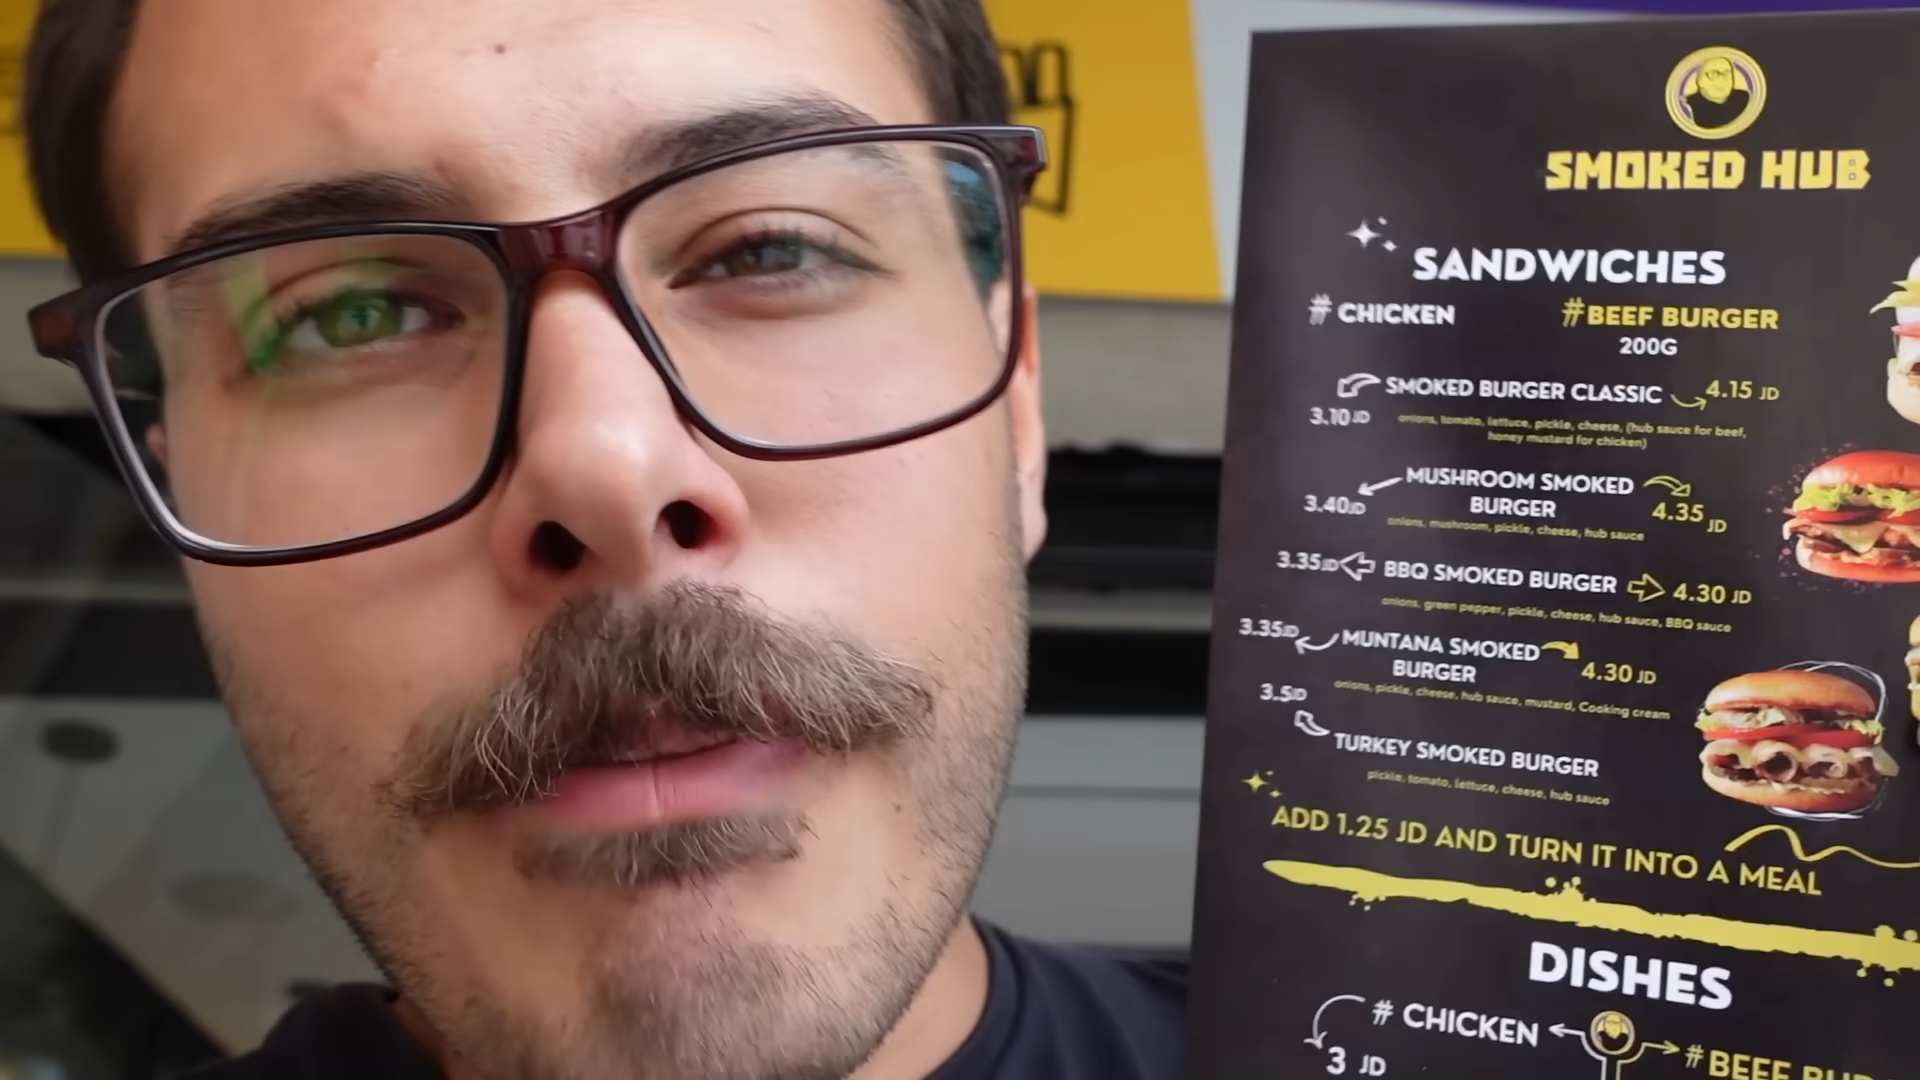 SMOKED HUB
SANDWICHES
# CHICKEN #BEEF BURGER
200G
SMOKED BURGER CLASSIC 4.15 JD
3.10 JD
onions, tomato, lettuce, pickle, cheese, (hub sauce for beef,
honey mustard for chicken)
MUSHROOM SMOKED
BURGER
3.40JD 4.35 JD
onions, mushroom, pickle, cheese, hub sauce
3.35JD BBQ SMOKED BURGER 4.30 JD
onions, green pepper, pickle, cheese, hub sauce, BBQ sauce
3.35JD MUNTANA SMOKED
BURGER 4.30 JD
onions, pickle, cheese, hub sauce, mustard, Cooking cream
3.5JD
TURKEY SMOKED BURGER
pickle, tomato, lettuce, cheese, hub sauce
ADD 1.25 JD AND TURN IT INTO A MEAL
DISHES
# CHICKEN
#BEEF
3 JD